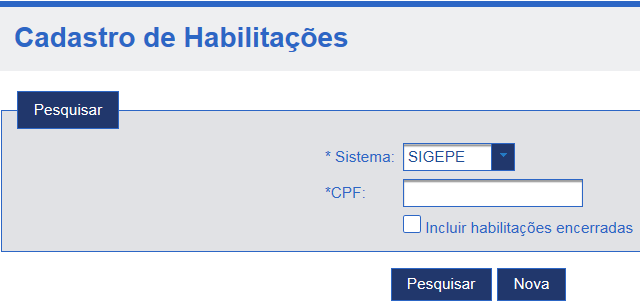 Cadastro de Habilitações
Pesquisar
* Sistema: SIGEPE
*CPF:
Incluir habilitações encerradas
Pesquisar Nova